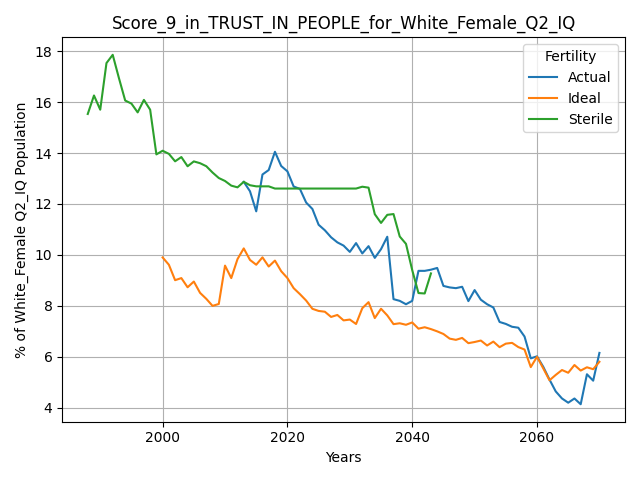 Score_9_in_TRUST_IN_PEOPLE_for_White_Female_Q2_IQ
% of White_Female Q2_IQ Population
18
16
14
12
10
8
6
4
Fertility
Actual
Ideal
Sterile
2000
2020
2040
2060
Years